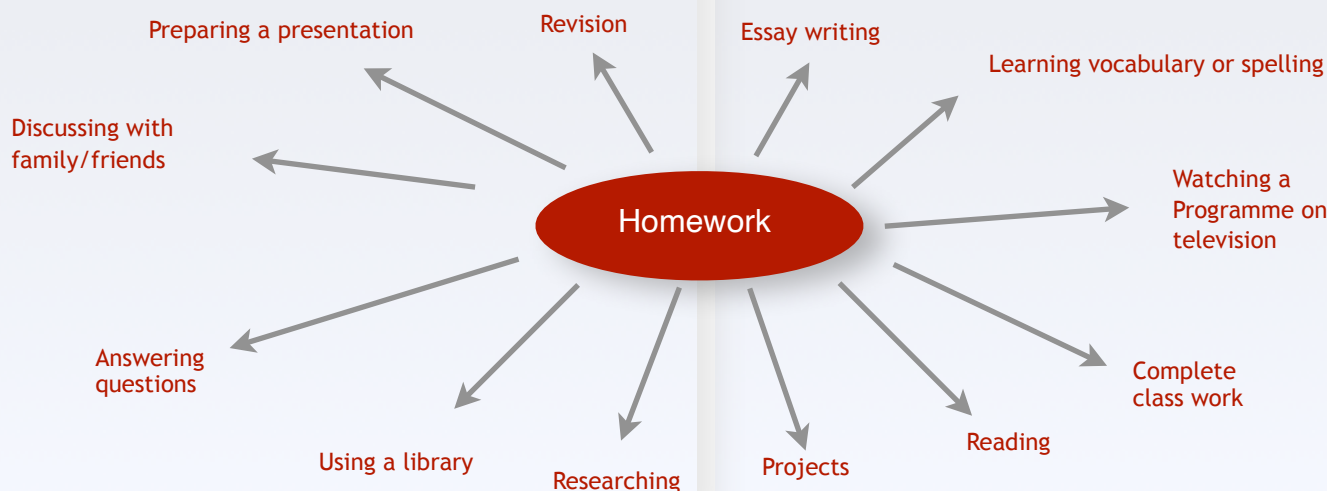 Preparing a presentation
Revision
Essay writing
Learning vocabulary or spelling
Discussing with
family/friends
Watching a
Programme on
television
Homework
Answering
questions
Complete
class work
Using a library
Researching
Projects
Reading